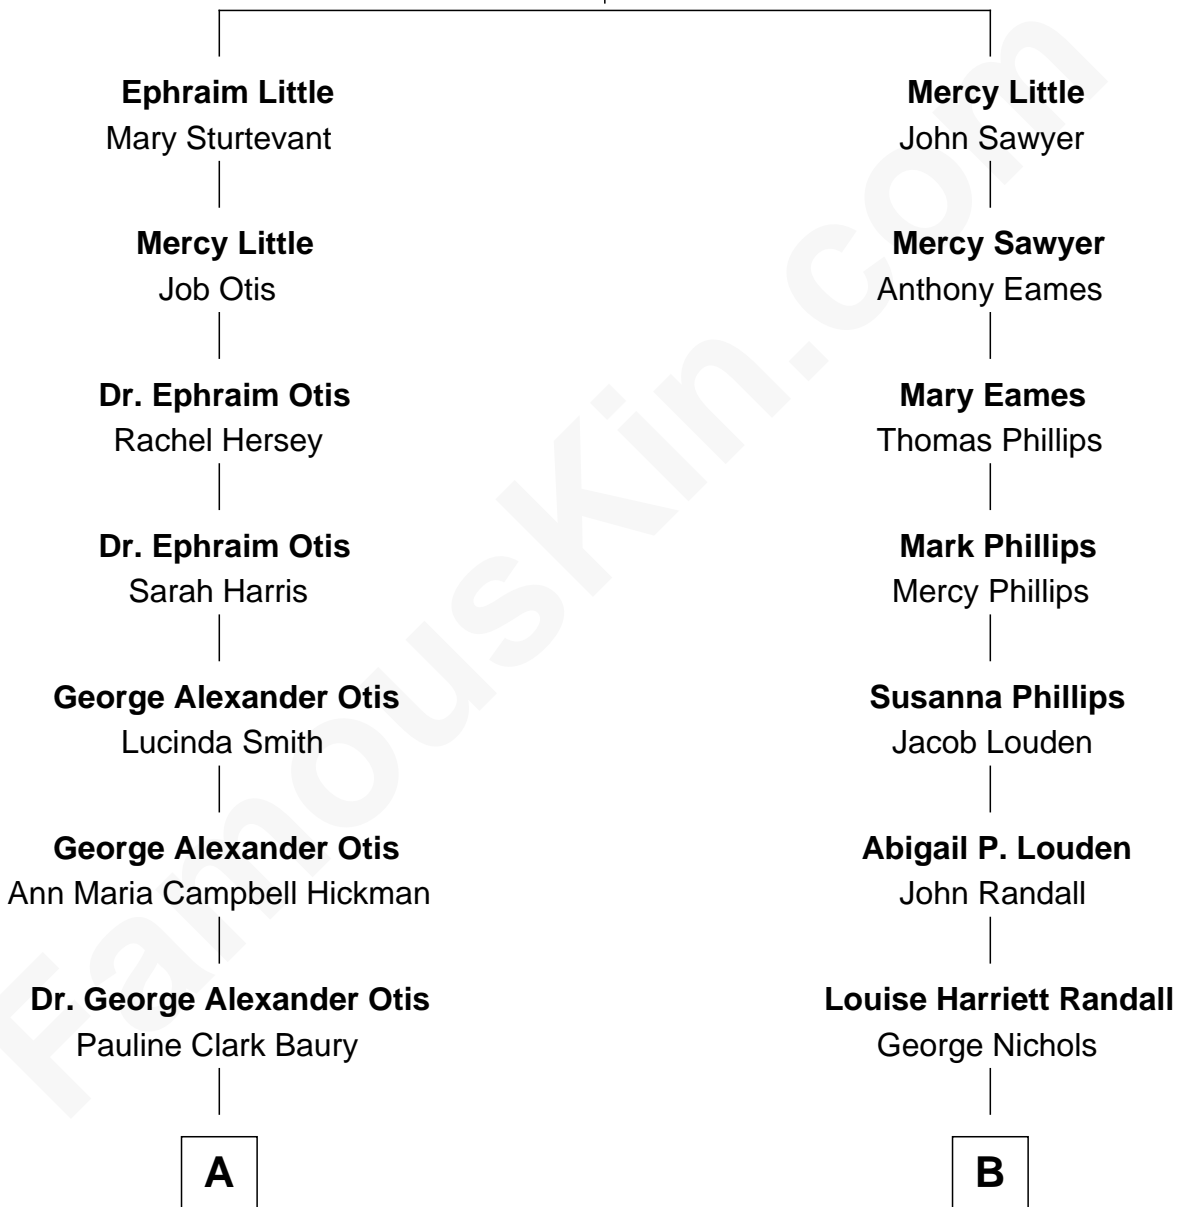 Ephraim Little
Mary Sturtevant
Mercy Little
John Sawyer
Mercy Little
Job Otis
Mercy Sawyer
Anthony Eames
Dr. Ephraim Otis
Rachel Hersey
Mary Eames
Thomas Phillips
Dr. Ephraim Otis
Sarah Harris
Mark Phillips
Mercy Phillips
George Alexander Otis
Lucinda Smith
Susanna Phillips
Jacob Louden
George Alexander Otis
Ann Maria Campbell Hickman
Abigail P. Louden
John Randall
Dr. George Alexander Otis
Pauline Clark Baury
Louise Harriett Randall
George Nichols
A
B
FamousKin.com